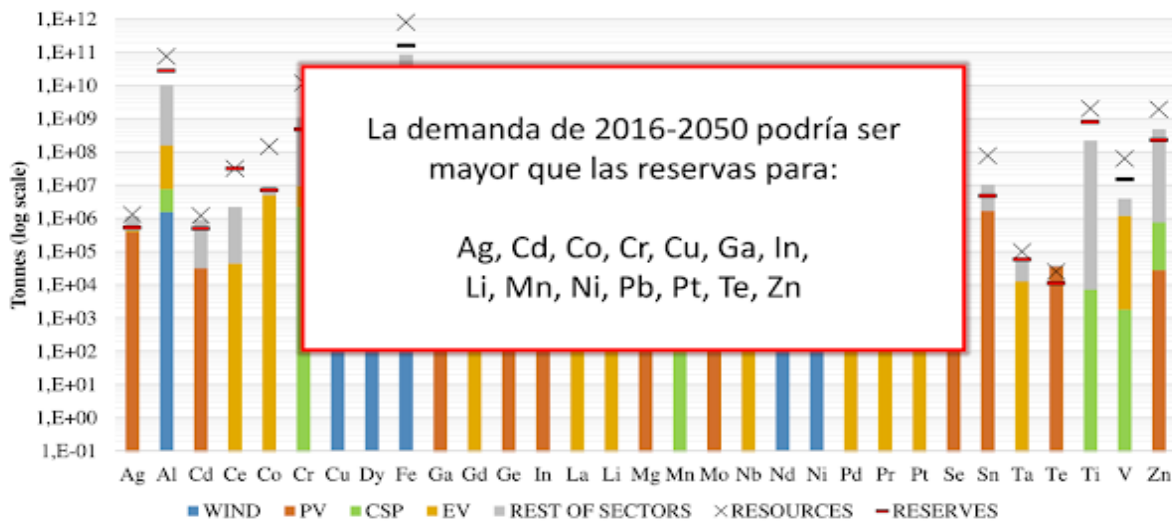 1,E+12
1,E+11
1,E+10
1,E+09
1,E+08
1,E+07
1,E+06
1,E+05
1,E+04
1,E+03
1,E+02
1,E+01
1,E+00
1,E-01
Tonnes (log scale)
La demanda de 2016-2050 podría ser
mayor que las reservas para:
Ag, Cd, Co, Cr, Cu, Ga, In,
Li, Mn, Ni, Pb, Pt, Te, Zn
Ag Al Cd Ce Co Cr Cu Dy Fe Ga Gd Ge In La Li Mg Mn Mo Nb Nd Ni Pd Pr Pt Se Sn Ta Te Ti V Zn
WIND PV CSP EV REST OF SECTORS RESOURCES RESERVES